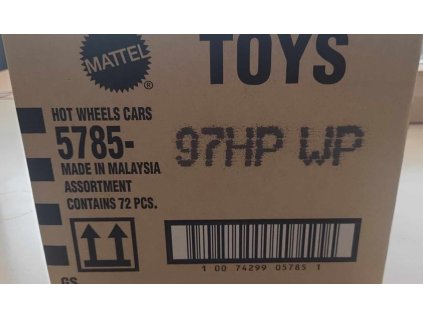 MATTEL
®
TOYS
HOT WHEELS CARS
5785-
97HP WP
MADE IN MALAYSIA
ASSORTMENT
CONTAINS 72 PCS.
1 00 74299 05785 1
GS